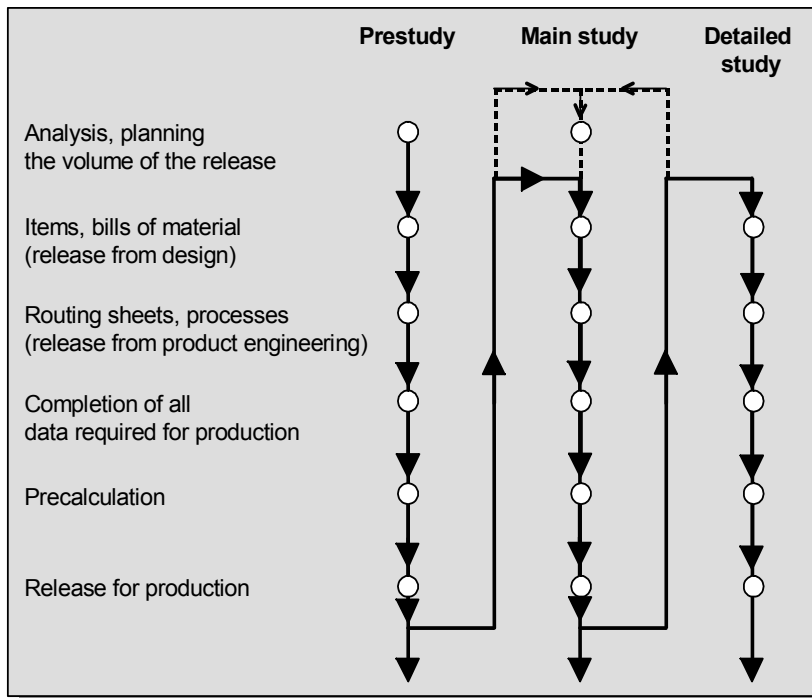 Prestudy
Main study
Detailed
study
Analysis, planning
the volume of the release
Items, bills of material
(release from design)
Routing sheets, processes
(release from product engineering)
Completion of all
data required for production
Precalculation
Release for production